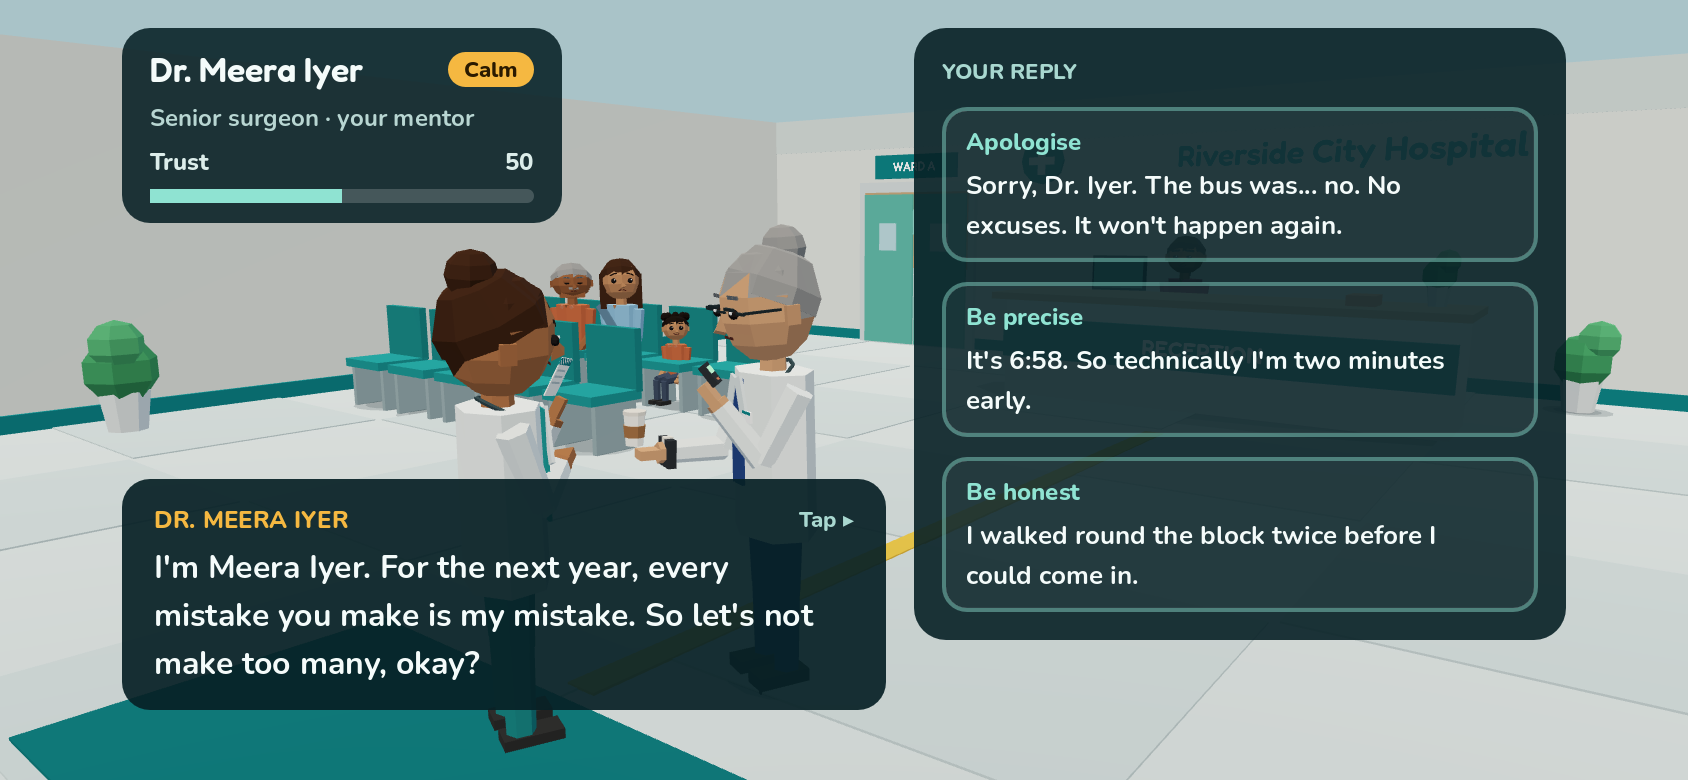 Dr. Meera Iyer
Calm
Senior surgeon · your mentor
Trust
50
DR. MEERA IYER
Tap ▸
I'm Meera Iyer. For the next year, every
mistake you make is my mistake. So let's not
make too many, okay?
WARD A
Riverside City Hospital
RECEPTION
YOUR REPLY
Apologise
Sorry, Dr. Iyer. The bus was... no. No
excuses. It won't happen again.
Be precise
It's 6:58. So technically I'm two minutes
early.
Be honest
I walked round the block twice before I
could come in.